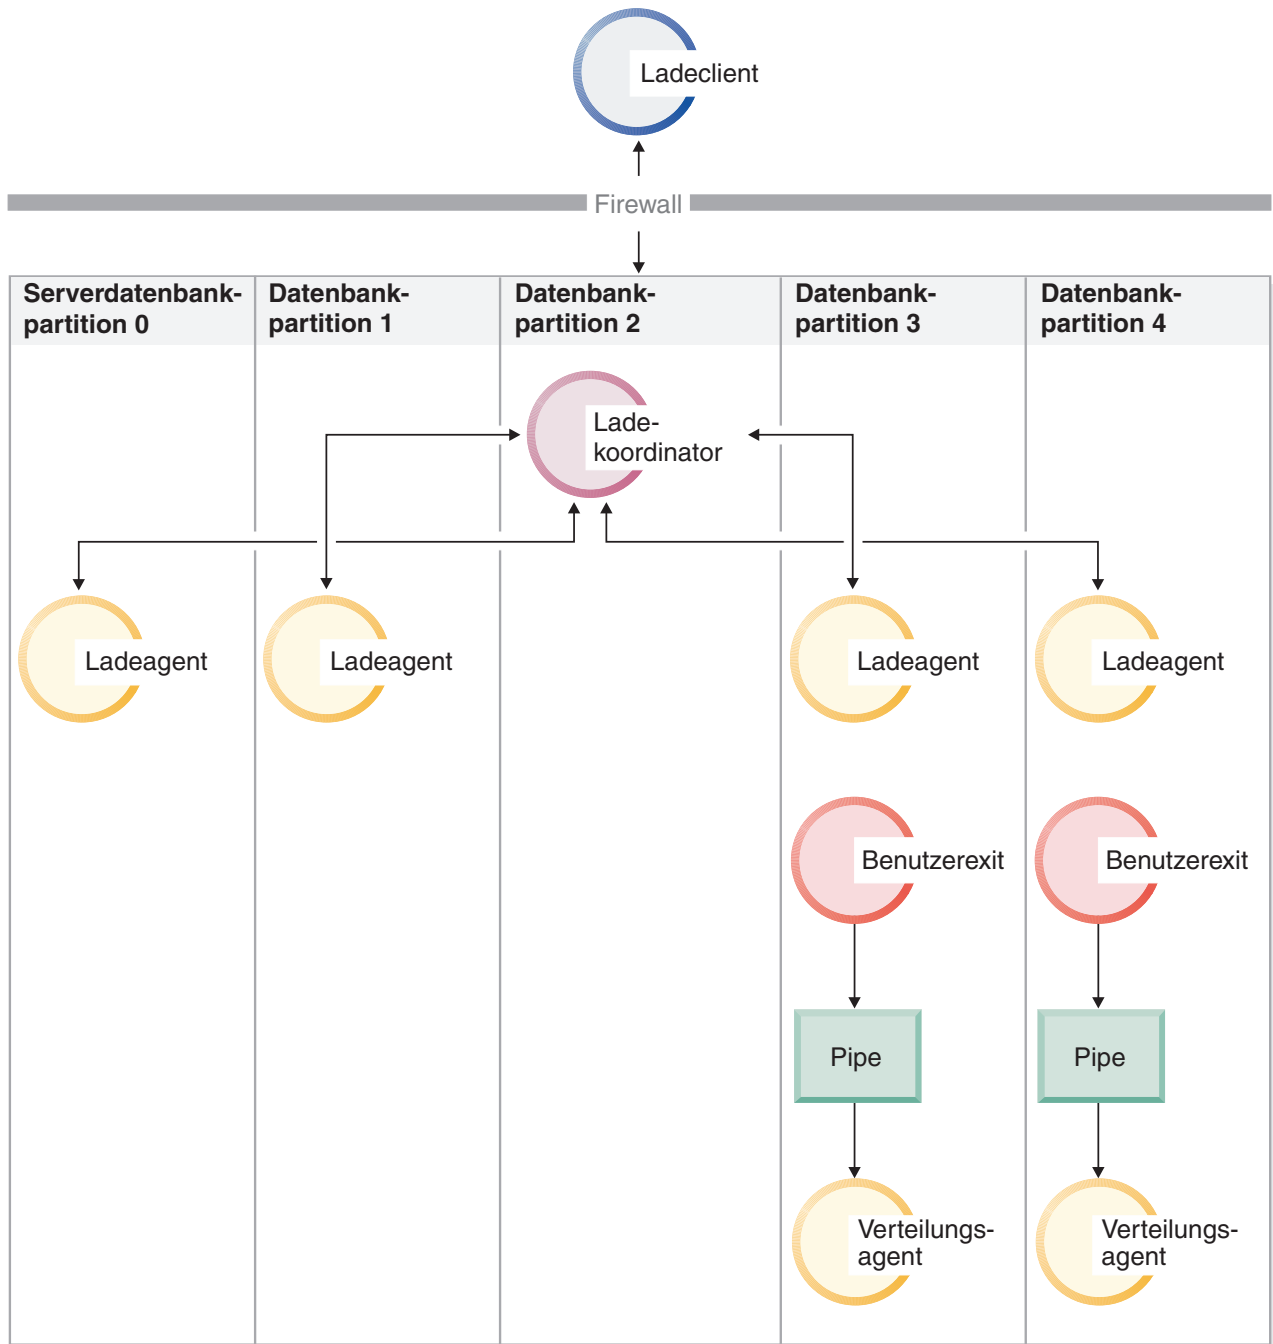 Ladeclient
Firewall
Serverdatenbank-
partition 0
Datenbank-
partition 1
Datenbank-
partition 2
Datenbank-
partition 3
Datenbank-
partition 4
Lade-
koordinator
Ladeagent
Ladeagent
Ladeagent
Ladeagent
Benutzerexit
Benutzerexit
Pipe
Pipe
Verteilungs-
agent
Verteilungs-
agent